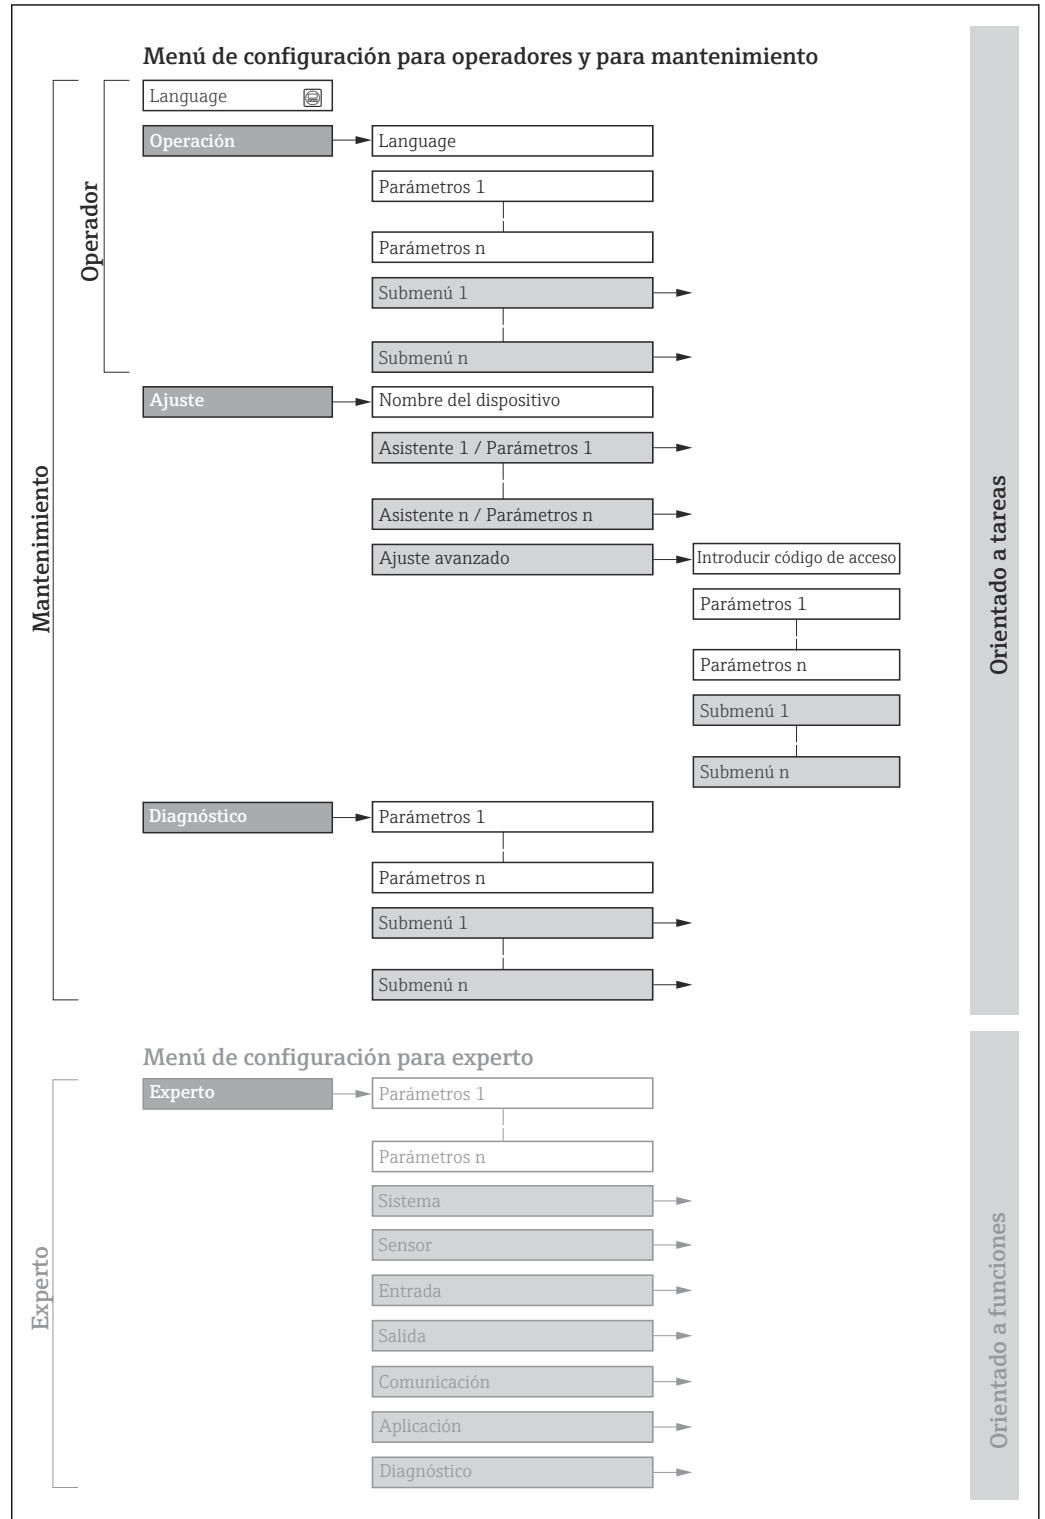 Menú de configuración para operadores y para mantenimiento
Mantenimiento
Operador
Language
Operación
Language
Parámetros 1
Parámetros n
Submenú 1
Submenú n
Ajuste
Nombre del dispositivo
Asistente 1 / Parámetros 1
Asistente n / Parámetros n
Ajuste avanzado
Introducir código de acceso
Parámetros 1
Parámetros n
Submenú 1
Submenú n
Diagnóstico
Parámetros 1
Parámetros n
Submenú 1
Submenú n
Orientado a tareas
Menú de configuración para experto
Experto
Experto
Parámetros 1
Parámetros n
Sistema
Sensor
Entrada
Salida
Comunicación
Aplicación
Diagnóstico
Orientado a funciones